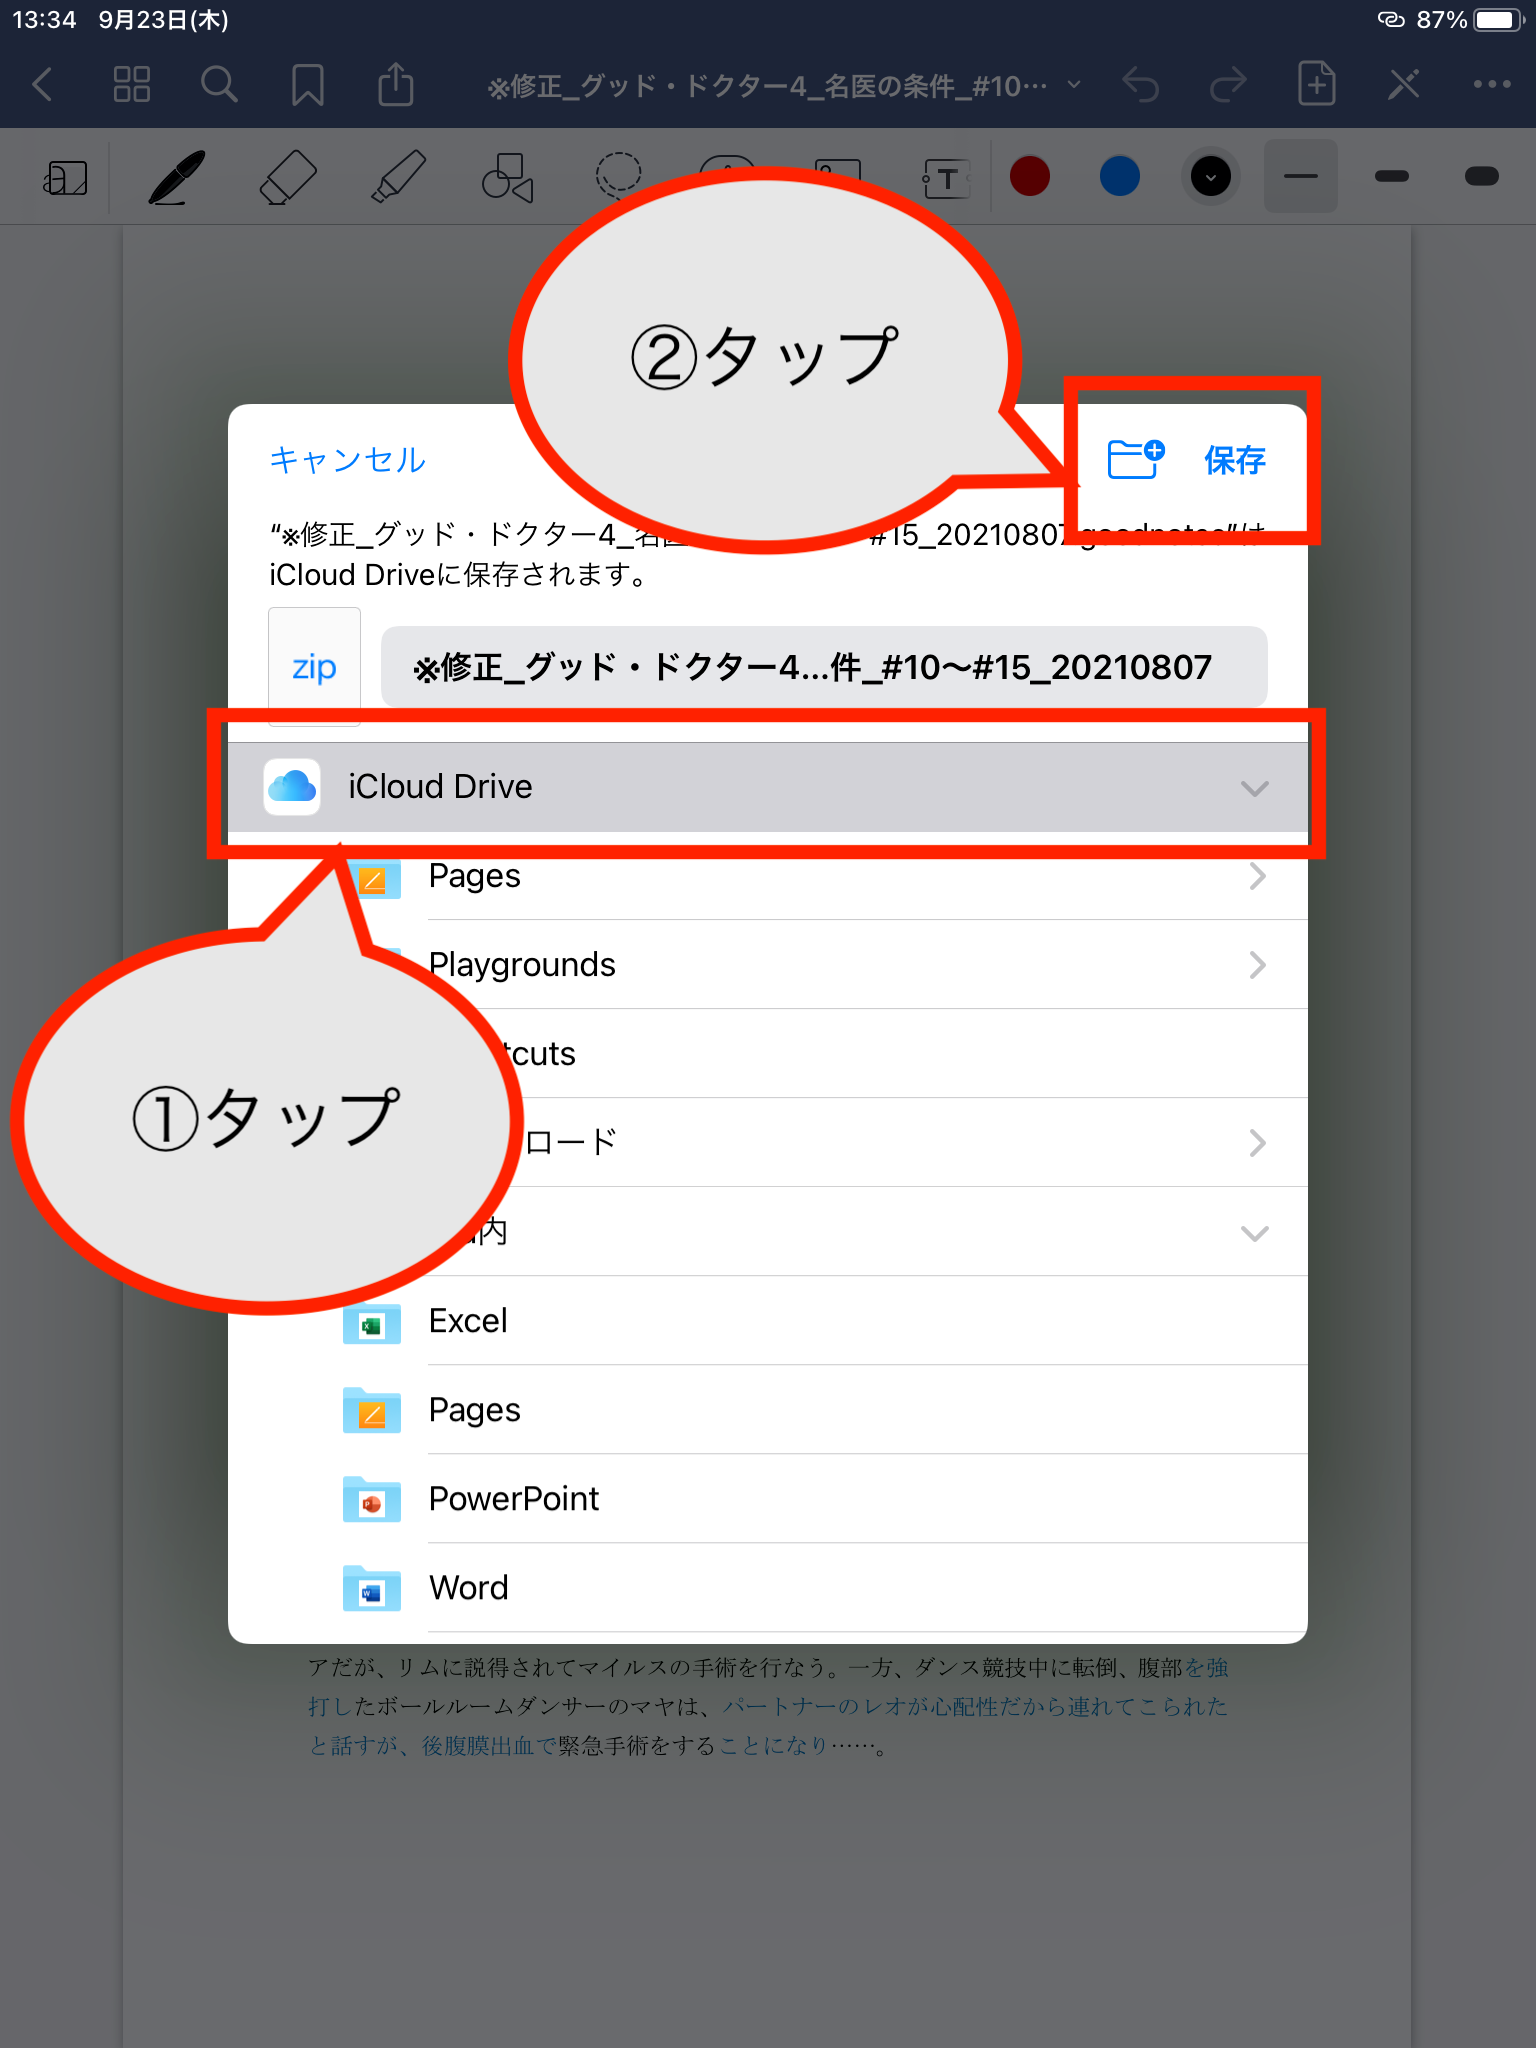 13:34 9月23日(木)
87%
※修正_グッド・ドクター4_名医の条件_#10…
T
②タップ
キャンセル
保存
“※修正_グッド・ドクター4_名医 #15_20210807.goodnotes”は
iCloud Driveに保存されます。
zip
※修正_グッド・ドクター4...件_#10〜#15_20210807
iCloud Drive
Pages
Playgrounds
tcuts
①タップ
ロード
内
Excel
Pages
PowerPoint
Word
アだが、リムに説得されてマイルスの手術を行なう。一方、ダンス競技中に転倒、腹部を強
打したボールルームダンサーのマヤは、パートナーのレオが心配性だから連れてこられた
と話すが、後腹膜出血で緊急手術をすることになり……。